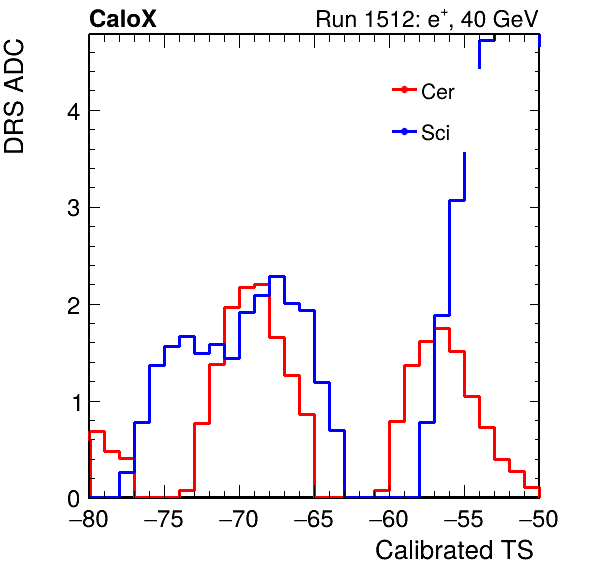 CaloX Run 1512: e⁺, 40 GeV
DRS ADC
Cer
Sci
4
3
2
1
0
−80 −75 −70 −65 −60 −55 −50
Calibrated TS